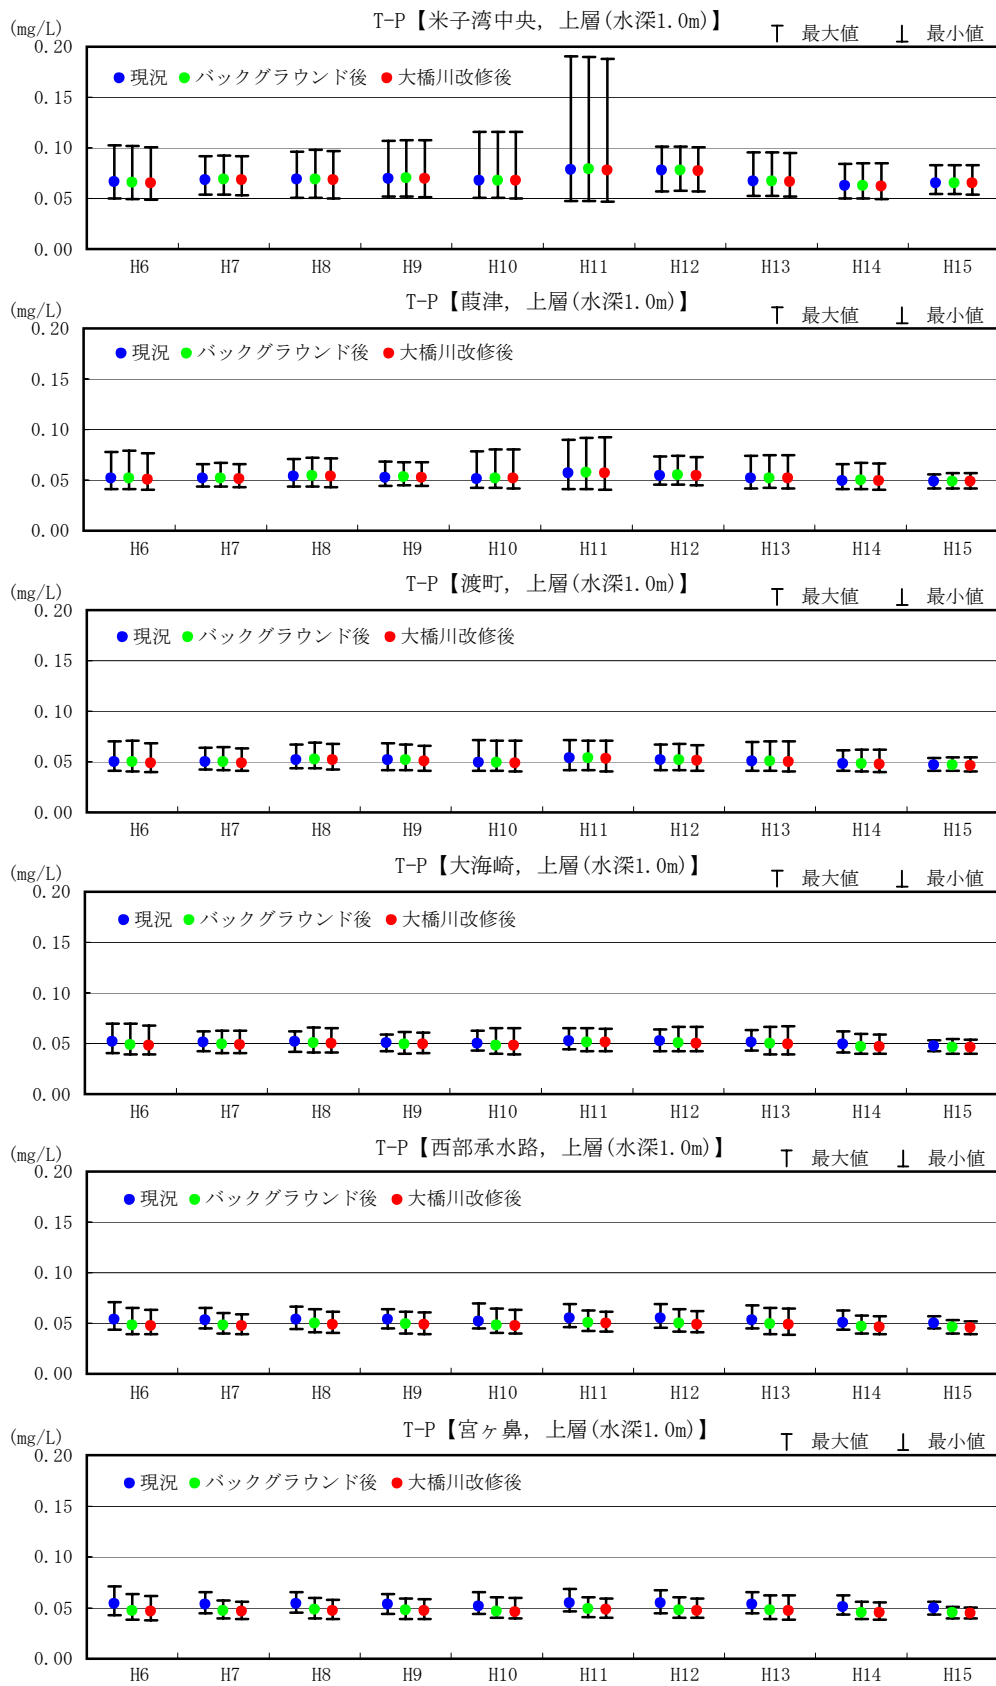 T-P【米子湾中央, 上層(水深1.0m)】
(mg/L) 最大値 最小値
0.20
現況 バックグラウンド後 大橋川改修後
0.15
0.10
0.05
0.00
H6 H7 H8 H9 H10 H11 H12 H13 H14 H15
T-P【葭津, 上層(水深1.0m)】
(mg/L) 最大値 最小値
0.20
現況 バックグラウンド後 大橋川改修後
0.15
0.10
0.05
0.00
H6 H7 H8 H9 H10 H11 H12 H13 H14 H15
T-P【渡町, 上層(水深1.0m)】
(mg/L) 最大値 最小値
0.20
現況 バックグラウンド後 大橋川改修後
0.15
0.10
0.05
0.00
H6 H7 H8 H9 H10 H11 H12 H13 H14 H15
T-P【大海崎, 上層(水深1.0m)】
(mg/L) 最大値 最小値
0.20
現況 バックグラウンド後 大橋川改修後
0.15
0.10
0.05
0.00
H6 H7 H8 H9 H10 H11 H12 H13 H14 H15
T-P【西部承水路, 上層(水深1.0m)】
(mg/L) 最大値 最小値
0.20
現況 バックグラウンド後 大橋川改修後
0.15
0.10
0.05
0.00
H6 H7 H8 H9 H10 H11 H12 H13 H14 H15
T-P【宮ヶ鼻, 上層(水深1.0m)】
(mg/L) 最大値 最小値
0.20
現況 バックグラウンド後 大橋川改修後
0.15
0.10
0.05
0.00
H6 H7 H8 H9 H10 H11 H12 H13 H14 H15